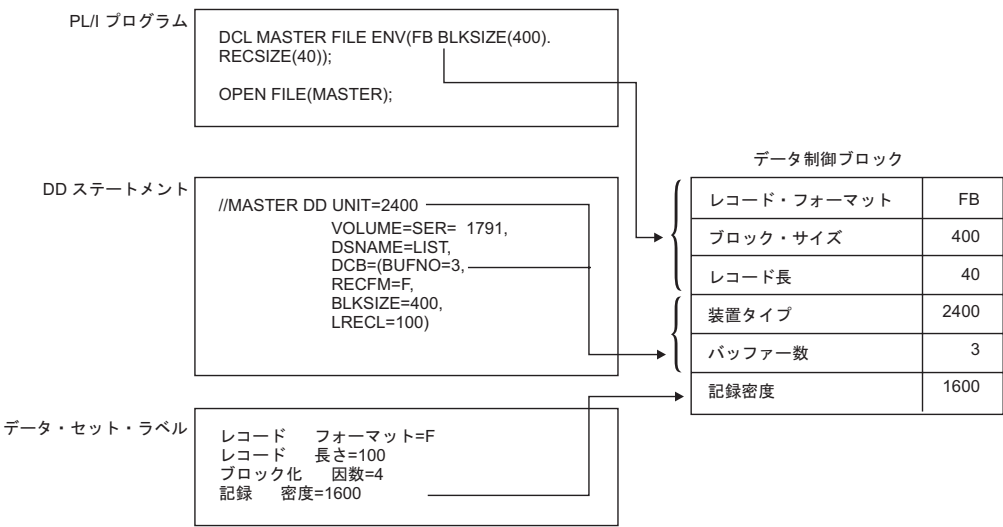 PL/I プログラム
DCL MASTER FILE ENV(FB BLKSIZE(400).
RECSIZE(40));
OPEN FILE(MASTER);
DD ステートメント
//MASTER DD UNIT=2400
VOLUME=SER= 1791,
DSNAME=LIST,
DCB=(BUFNO=3,
RECFM=F,
BLKSIZE=400,
LRECL=100)
データ・セット・ラベル
レコード フォーマット=F
レコード 長さ=100
ブロック化 因数=4
記録 密度=1600
データ制御ブロック
レコード・フォーマット FB
ブロック・サイズ 400
レコード長 40
装置タイプ 2400
バッファー数 3
記録密度 1600